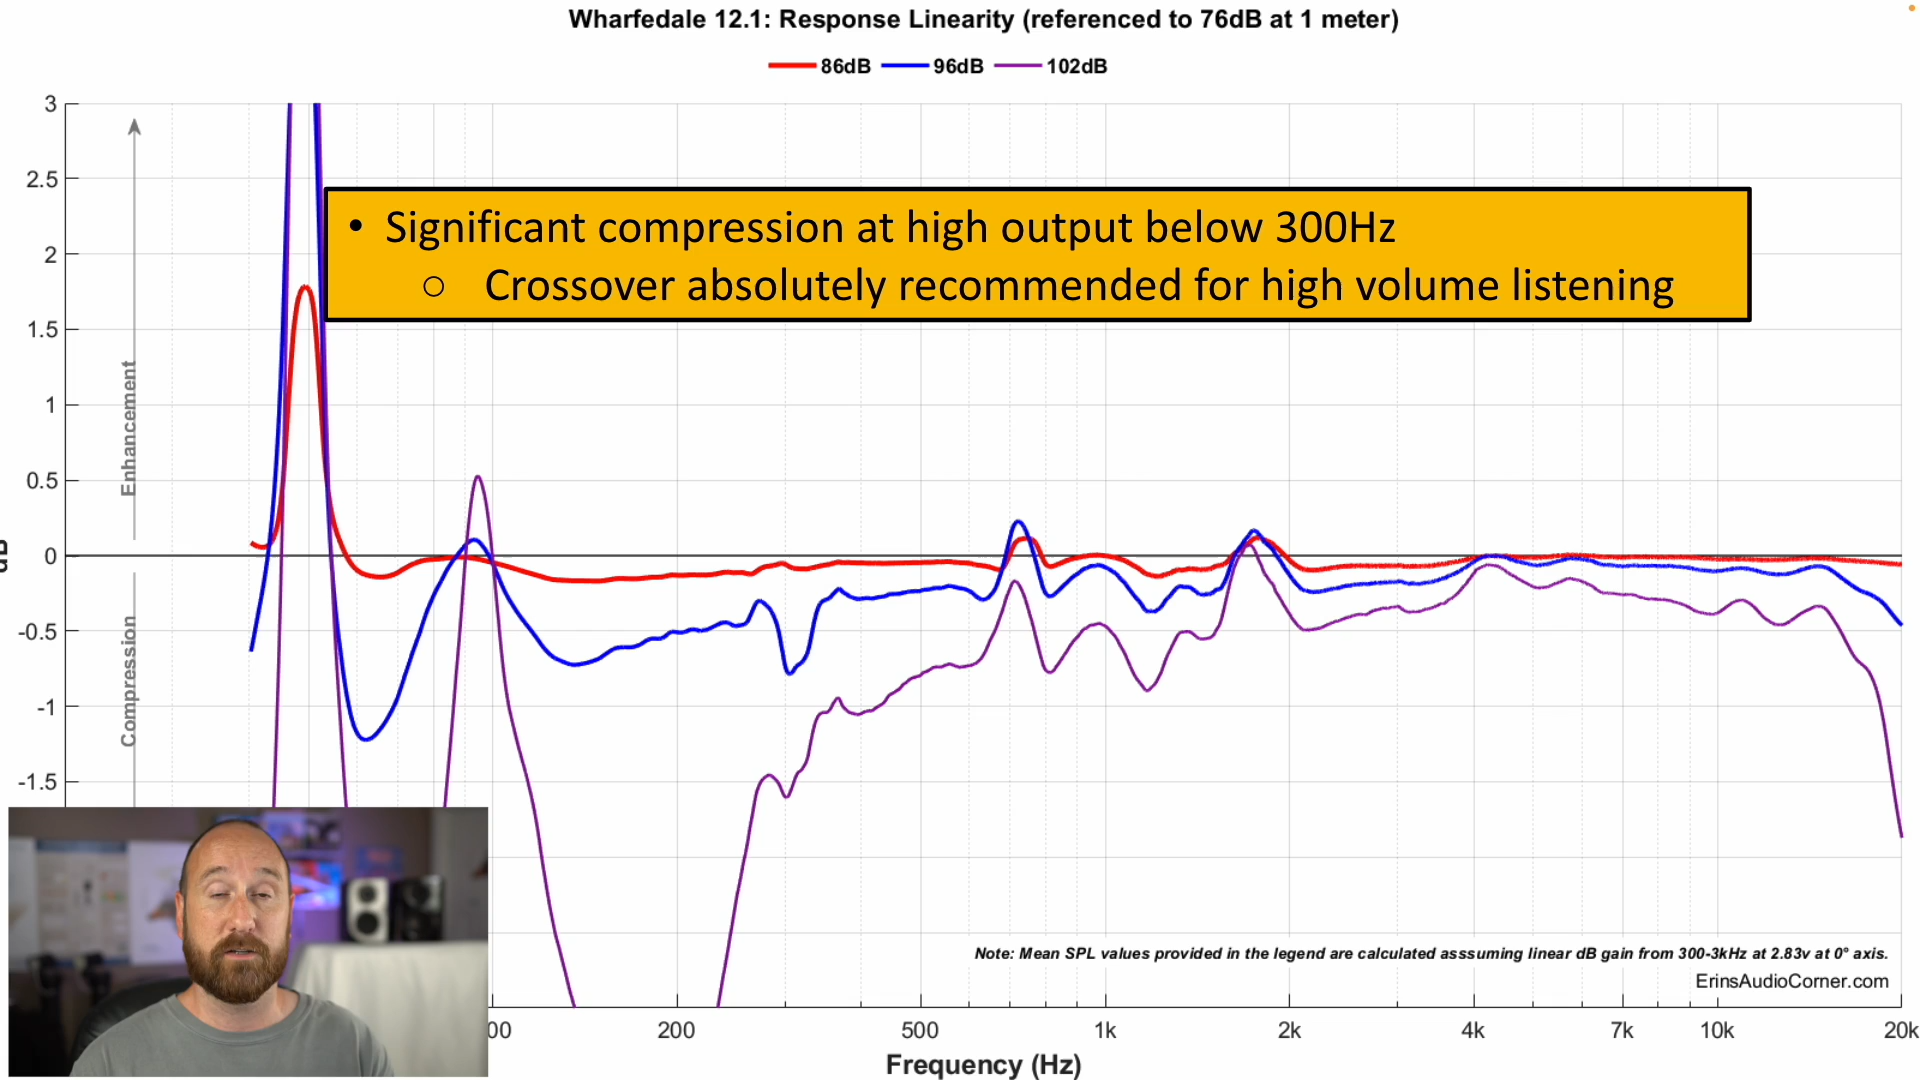 Wharfedale 12.1: Response Linearity (referenced to 76dB at 1 meter)
86dB 96dB 102dB
3
2.5
2
1.5
1
0.5
0
-0.5
-1
-1.5
Enhancement
Compression
dB
• Significant compression at high output below 300Hz
○ Crossover absolutely recommended for high volume listening
Note: Mean SPL values provided in the legend are calculated asssuming linear dB gain from 300-3kHz at 2.83v at 0° axis.
ErinsAudioCorner.com
00 200 500 1k 2k 4k 7k 10k 20k
Frequency (Hz)